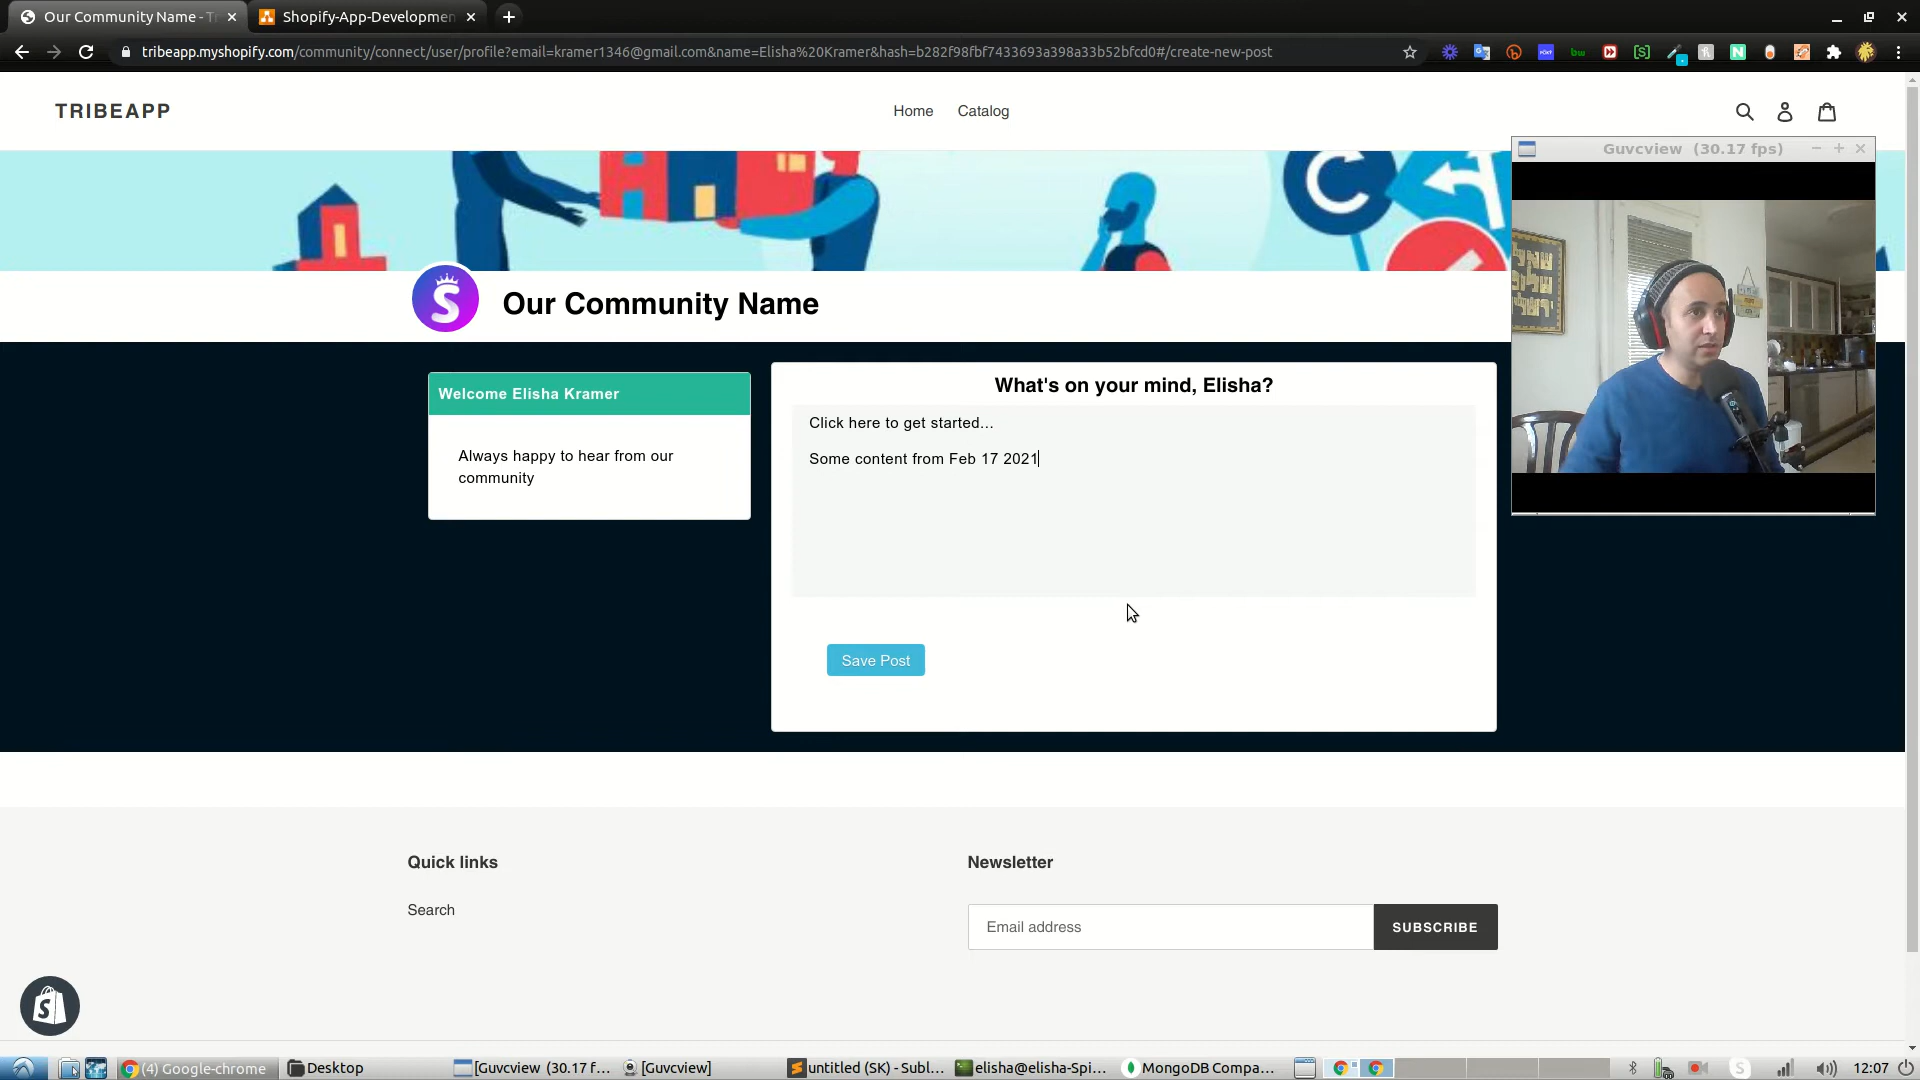 Our Community Name - T
Shopify-App-Developmen
tribeapp.myshopify.com/community/connect/user/profile?email=kramer1346@gmail.com&name=Elisha%20Kramer&hash=b282f98fbf7433693a398a33b52bfcd0#/create-new-post
TRIBEAPP
Home
Catalog
Guvcview (30.17 fps)
Our Community Name
Welcome Elisha Kramer
Always happy to hear from our
community
What's on your mind, Elisha?
Click here to get started...
Some content from Feb 17 2021
Save Post
Quick links
Search
Newsletter
Email address
SUBSCRIBE
(4) Google-chrome
Desktop
[Guvcview (30.17 f...
[Guvcview]
untitled (SK) - Subl...
elisha@elisha-Spi...
MongoDB Compa...
12:07